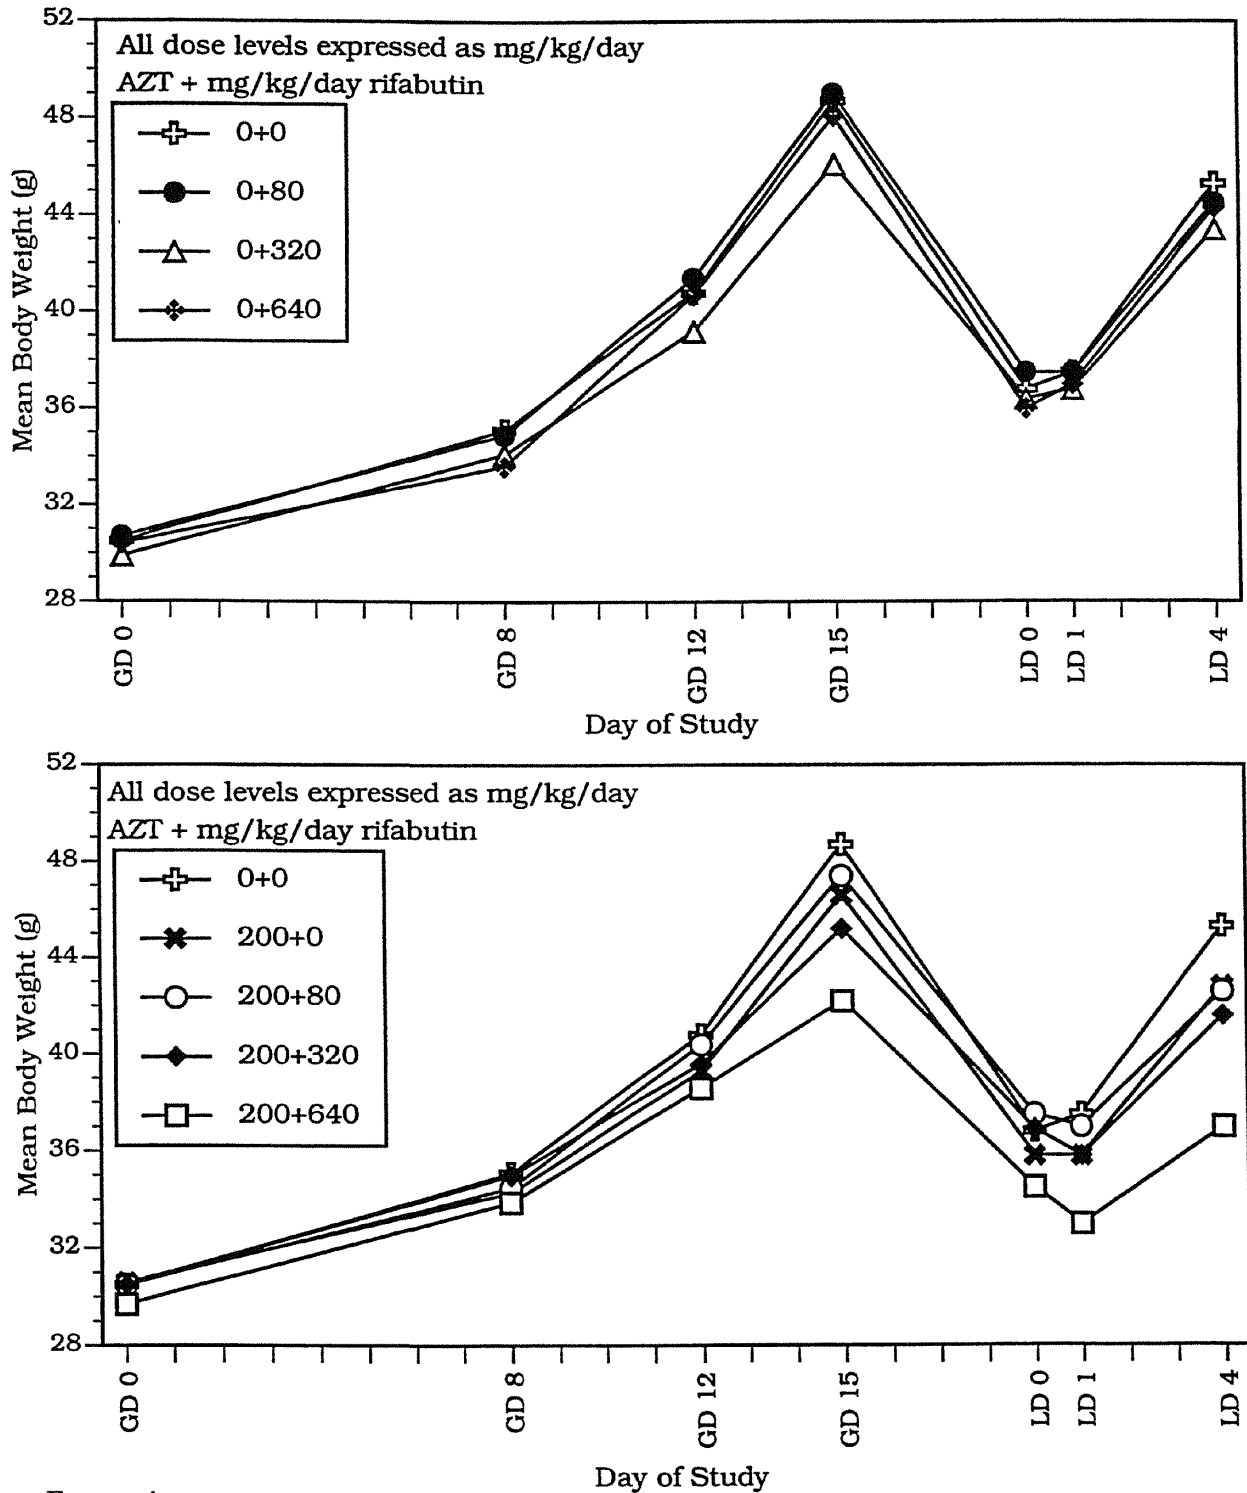 52
All dose levels expressed as mg/kg/day
AZT + mg/kg/day rifabutin
48
0+0
0+80
44
0+320
40
0+640
36
32
28
Mean Body Weight (g)
GD 0
GD 8
GD 12
GD 15
LD 0
LD 1
LD 4
Day of Study
52
All dose levels expressed as mg/kg/day
AZT + mg/kg/day rifabutin
48
0+0
200+0
44
200+80
200+320
40
200+640
36
32
28
Mean Body Weight (g)
GD 0
GD 8
GD 12
GD 15
LD 0
LD 1
LD 4
Day of Study